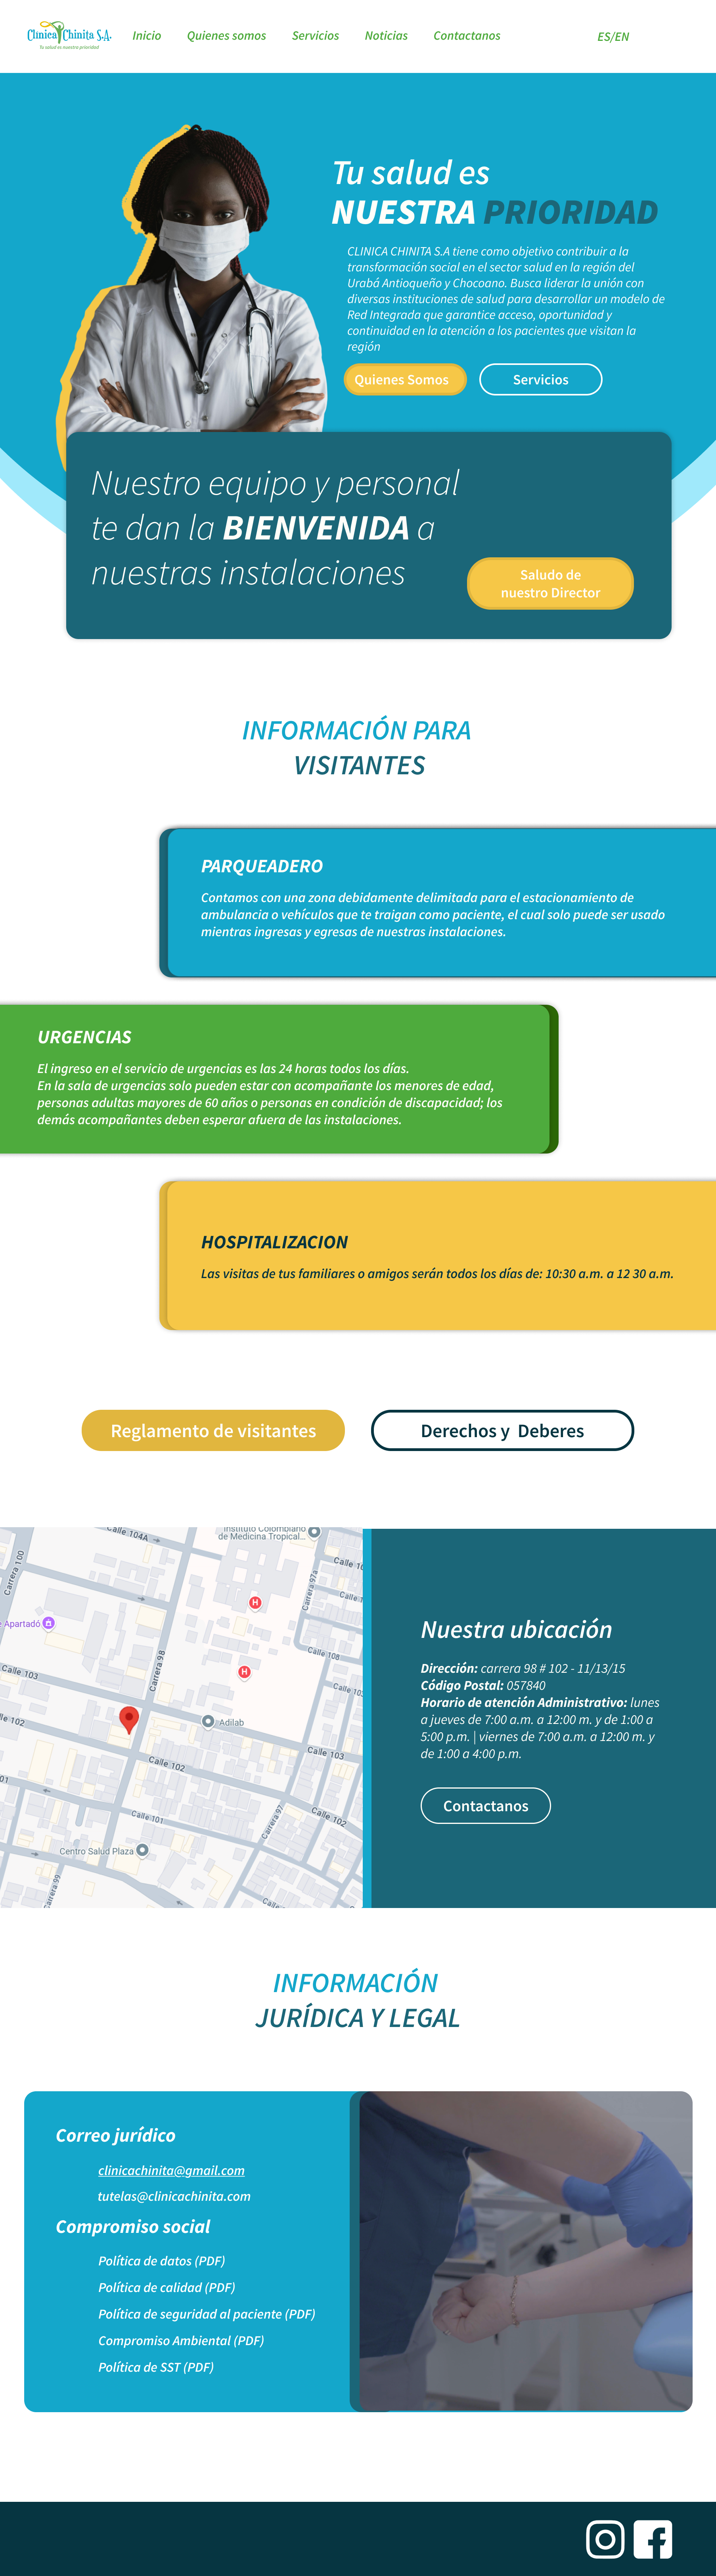 Clinica Chinita S.A.
Tu salud es nuestra prioridad
Inicio
Quienes somos
Servicios
Noticias
Contactanos
ES/EN
Tu salud es
NUESTRA PRIORIDAD
CLINICA CHINITA S.A tiene como objetivo contribuir a la
transformación social en el sector salud en la región del
Urabá Antioqueño y Chocoano. Busca liderar la unión con
diversas instituciones de salud para desarrollar un modelo de
Red Integrada que garantice acceso, oportunidad y
continuidad en la atención a los pacientes que visitan la
región
Quienes Somos
Servicios
Nuestro equipo y personal
te dan la BIENVENIDA a
nuestras instalaciones
Saludo de
nuestro Director
INFORMACIÓN PARA
VISITANTES
PARQUEADERO
Contamos con una zona debidamente delimitada para el estacionamiento de
ambulancia o vehículos que te traigan como paciente, el cual solo puede ser usado
mientras ingresas y egresas de nuestras instalaciones.
URGENCIAS
El ingreso en el servicio de urgencias es las 24 horas todos los días.
En la sala de urgencias solo pueden estar con acompañante los menores de edad,
personas adultas mayores de 60 años o personas en condición de discapacidad; los
demás acompañantes deben esperar afuera de las instalaciones.
HOSPITALIZACION
Las visitas de tus familiares o amigos serán todos los días de: 10:30 a.m. a 12 30 a.m.
Reglamento de visitantes
Derechos y  Deberes
Calle 104A
Instituto Colombiano
de Medicina Tropical...
Carrera 100
Calle 10
Carrera 97a
Calle 1
H
Apartadó
Carrera 98
Calle 108
H
Calle 103
Calle 10
Calle 102
Adilab
Calle 103
Calle 102
01
Calle 101
Carrera 97
Calle 102
Centro Salud Plaza
Carrera 99
Calle
Nuestra ubicación
Dirección: carrera 98 # 102 - 11/13/15
Código Postal: 057840
Horario de atención Administrativo: lunes
a jueves de 7:00 a.m. a 12:00 m. y de 1:00 a
5:00 p.m. | viernes de 7:00 a.m. a 12:00 m. y
de 1:00 a 4:00 p.m.
Contactanos
INFORMACIÓN
JURÍDICA Y LEGAL
Correo jurídico
clinicachinita@gmail.com
tutelas@clinicachinita.com
Compromiso social
Política de datos (PDF)
Política de calidad (PDF)
Política de seguridad al paciente (PDF)
Compromiso Ambiental (PDF)
Política de SST (PDF)